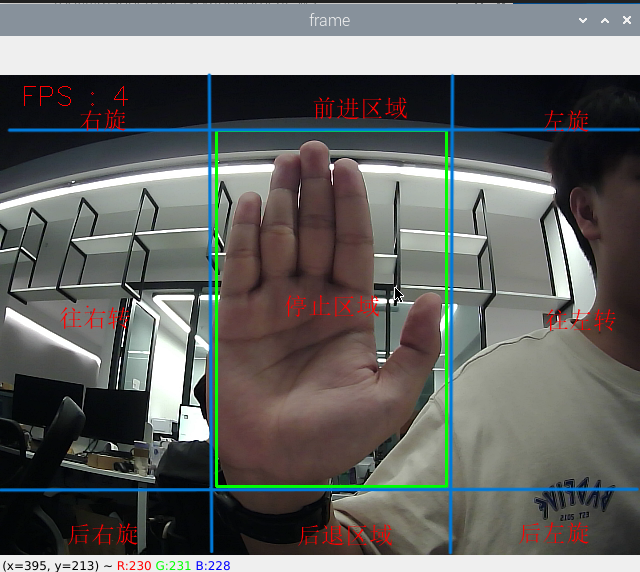 frame
FPS : 4
右旋 前进区域 左旋
往右转 停止区域 往左转
后右旋 后退区域 后左旋
(x=395, y=213) ~ R:230 G:231 B:228